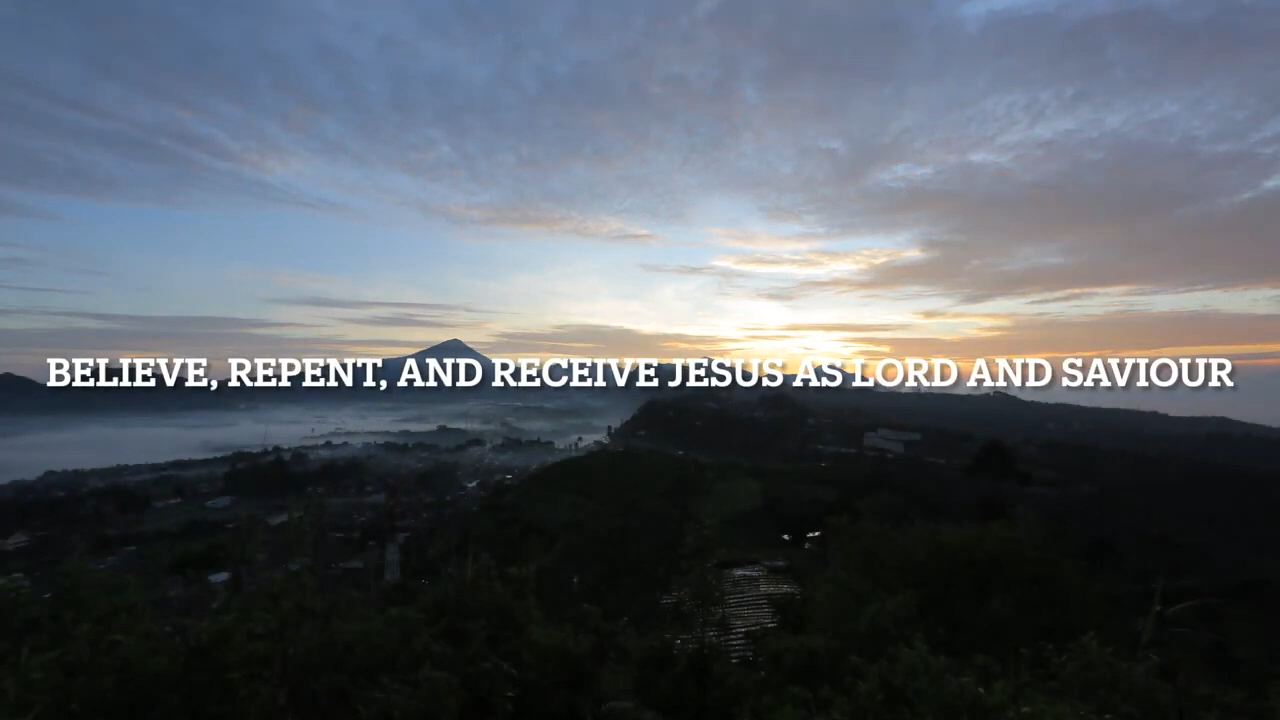 BELIEVE, REPENT, AND RECEIVE JESUS AS LORD AND SAVIOUR